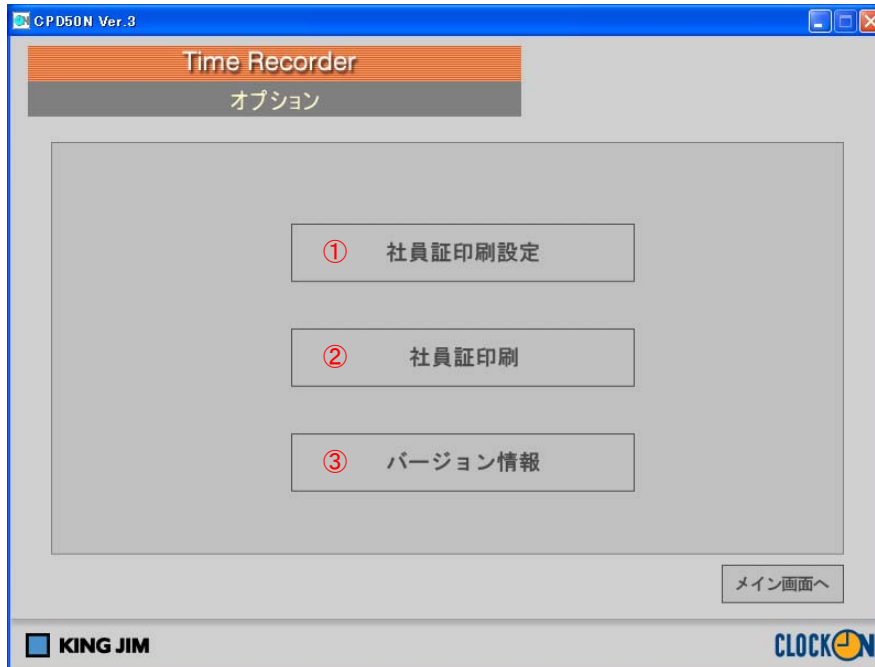 CPD50N Ver.3
Time Recorder
オプション
① 社員証印刷設定
② 社員証印刷
③ バージョン情報
メイン画面へ
KING JIM
CLOCKON